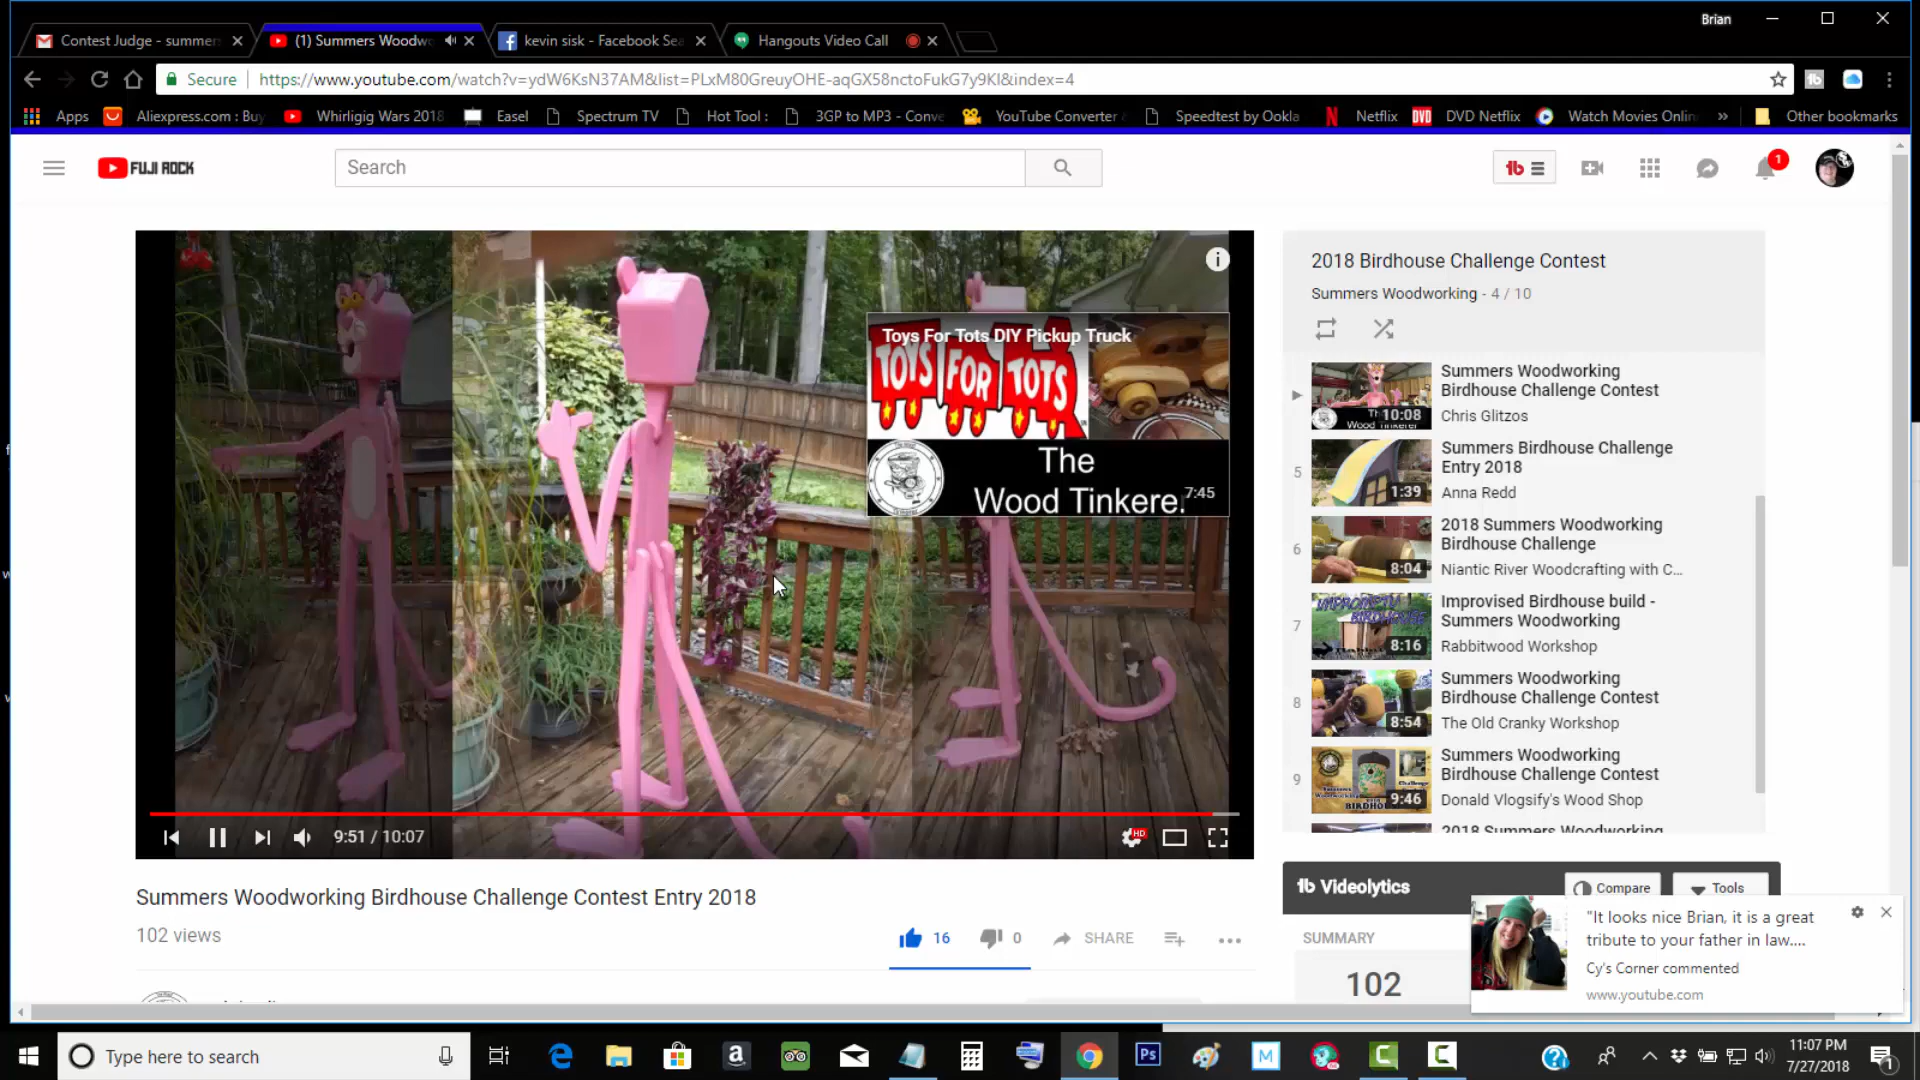 Brian
Contest Judge - summers
(1) Summers Woodwo
kevin sisk - Facebook Sea
Hangouts Video Call
Secure
https://www.youtube.com/watch?v=ydW6KsN37AM&list=PLxM80GreuyOHE-aqGX58nctoFukG7y9Kl&index=4
Apps
Aliexpress.com : Buy
Whirligig Wars 2018
Easel
Spectrum TV
Hot Tool :
3GP to MP3 - Conve
YouTube Converter
Speedtest by Ookla
Netflix
DVD
DVD Netflix
Watch Movies Onlin
»
Other bookmarks
FUJI ROCK
Search
1
Toys For Tots DIY Pickup Truck
TOYS FOR TOTS
The
Wood Tinkere.
7:45
9:51 / 10:07
HD
2018 Birdhouse Challenge Contest
Summers Woodworking - 4 / 10
Summers Woodworking
Birdhouse Challenge Contest
Chris Glitzos
10:08
5
Summers Birdhouse Challenge
Entry 2018
Anna Redd
1:39
6
2018 Summers Woodworking
Birdhouse Challenge
Niantic River Woodcrafting with C...
8:04
7
Improvised Birdhouse build -
Summers Woodworking
Rabbitwood Workshop
8:16
8
Summers Woodworking
Birdhouse Challenge Contest
The Old Cranky Workshop
8:54
9
Summers Woodworking
Birdhouse Challenge Contest
Donald Vlogsify's Wood Shop
9:46
2018 Summers Woodworking
Summers Woodworking Birdhouse Challenge Contest Entry 2018
102 views
16
0
SHARE
Videolytics
Compare
Tools
SUMMARY
102
"It looks nice Brian, it is a great
tribute to your father in law....
Cy's Corner commented
www.youtube.com
Type here to search
11:07 PM
7/27/2018
1